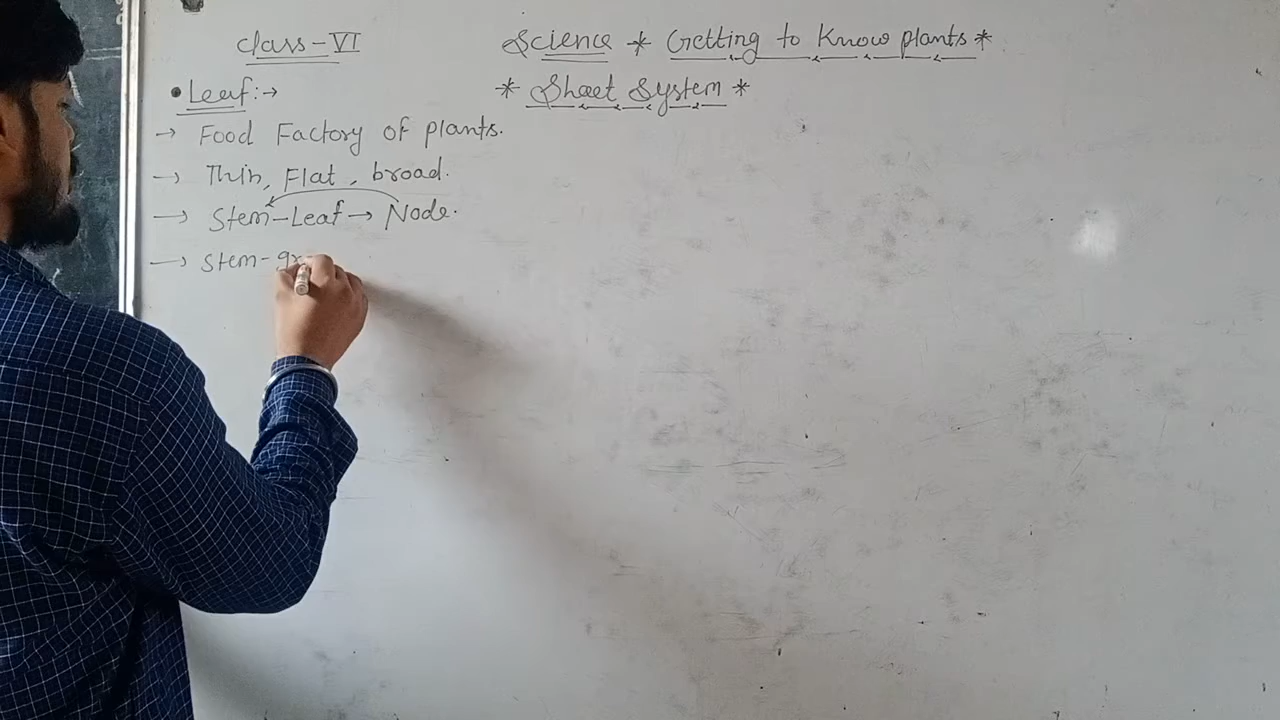 Class-VI
Science * Getting to Know plants *
* Shoot System *
• Leaf:→
→ Food Factory of plants.
→ Thin, Flat, broad.
→ Stem-Leaf → Node.
→ Stem-gr